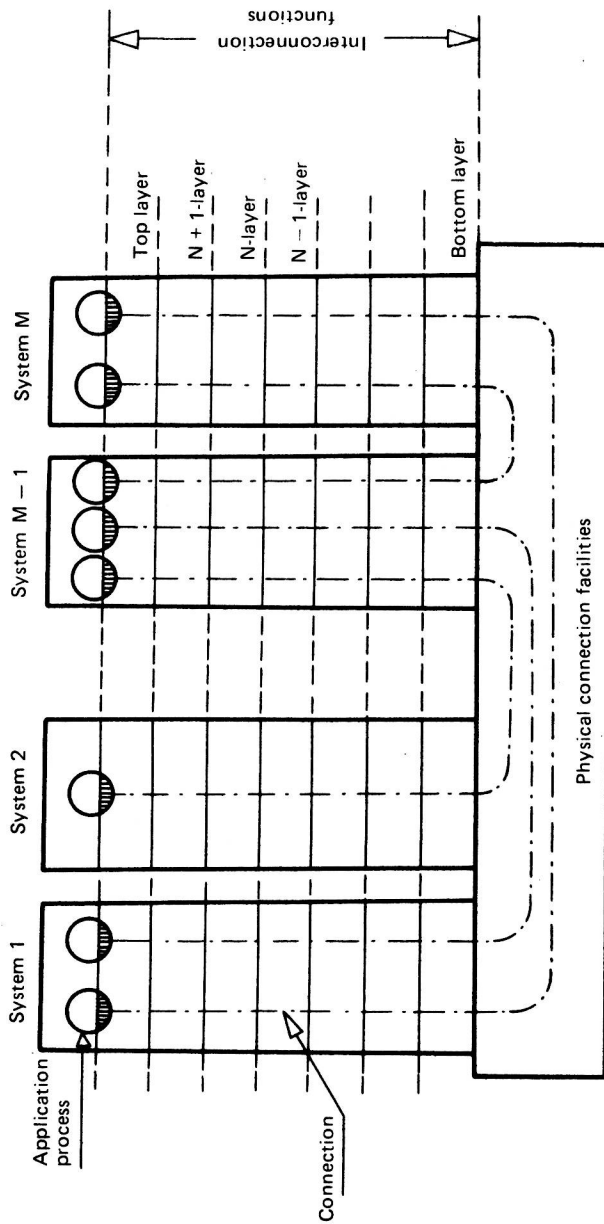 System 1
System 2
System M – 1
System M
Application
process
Top layer
N + 1-layer
N-layer
N – 1-layer
Bottom layer
Interconnection
functions
Connection
Physical connection facilities